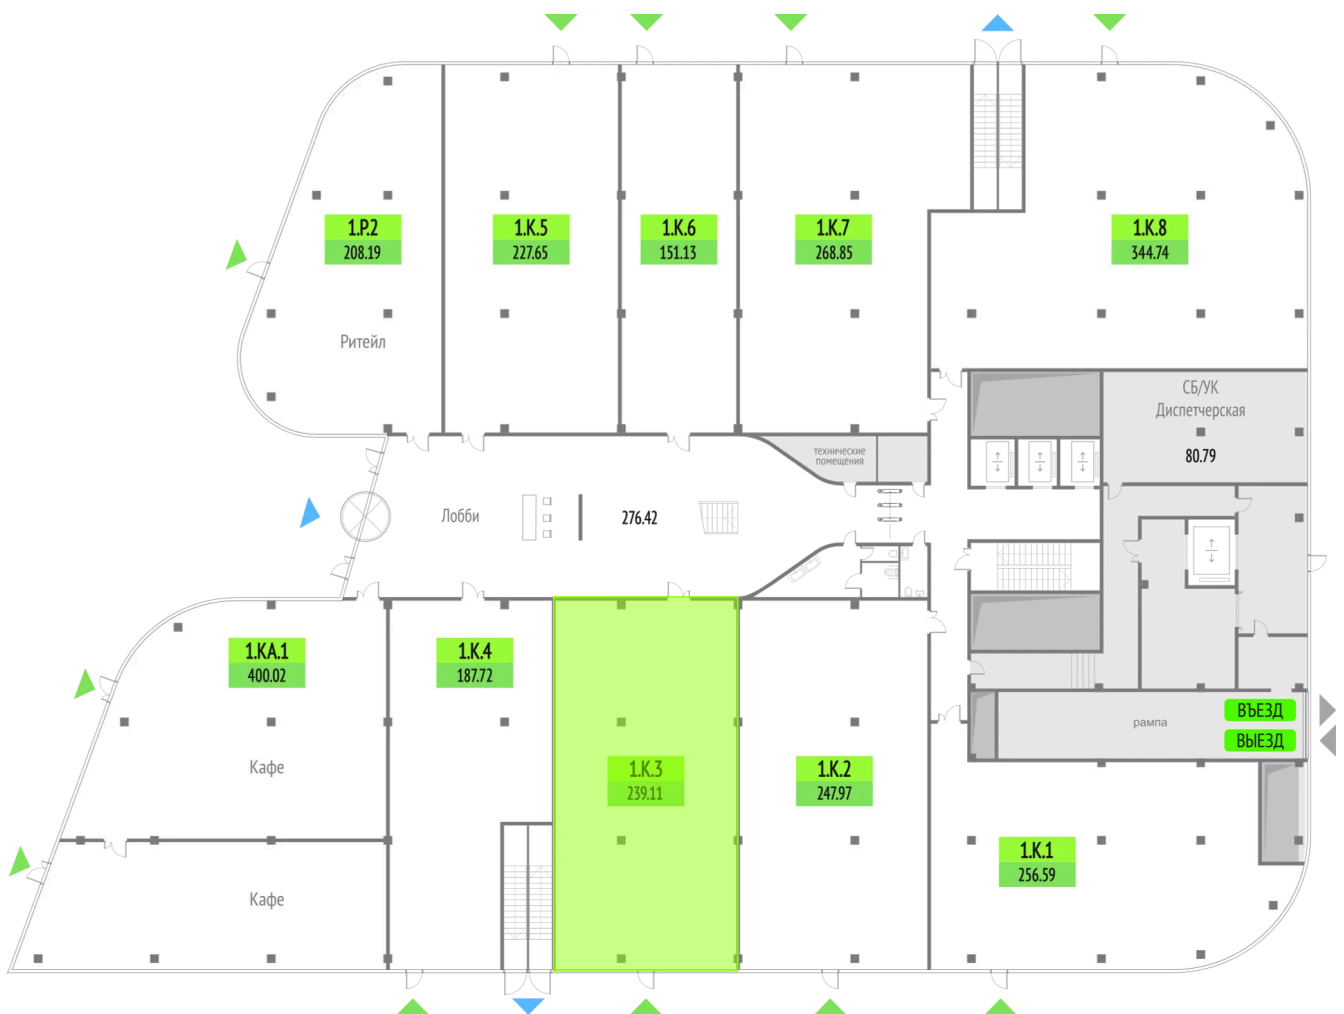 1.Р.2
208.19
1.К.5
227.65
1.К.6
151.13
1.К.7
268.85
1.К.8
344.74
Ритейл
СБ/УК
Диспетчерская
80.79
технические
помещения
Лобби
276.42
1.КА.1
400.02
1.К.4
187.72
Кафе
1.К.3
239.11
1.К.2
247.97
рампа
ВЪЕЗД
ВЫЕЗД
1.К.1
256.59
Кафе